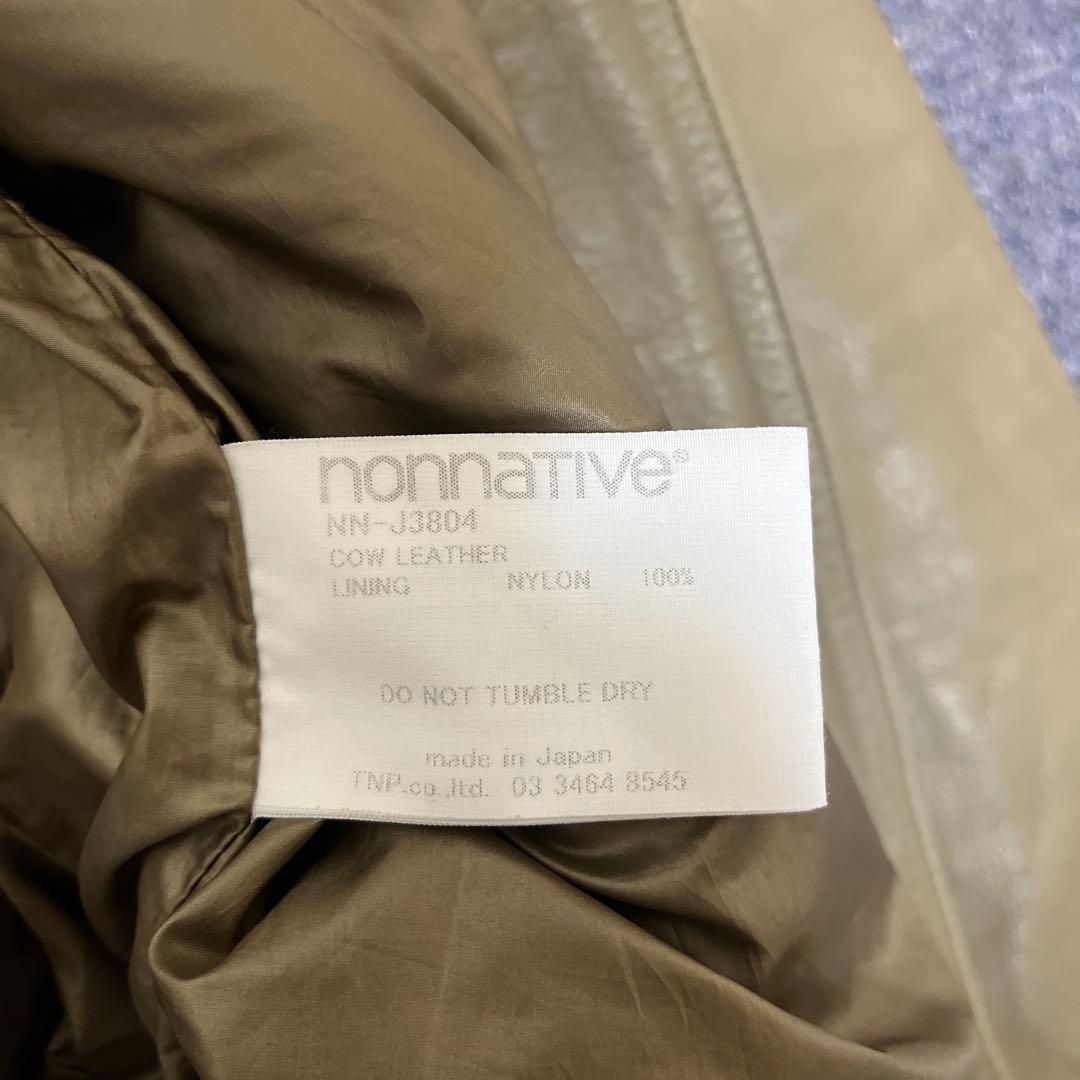 nonnaTIVe®
NN-J3804
COW LEATHER
LINING NYLON 100%
DO NOT TUMBLE DRY
made in Japan
TNP.co.,ltd. 03 3464 8545